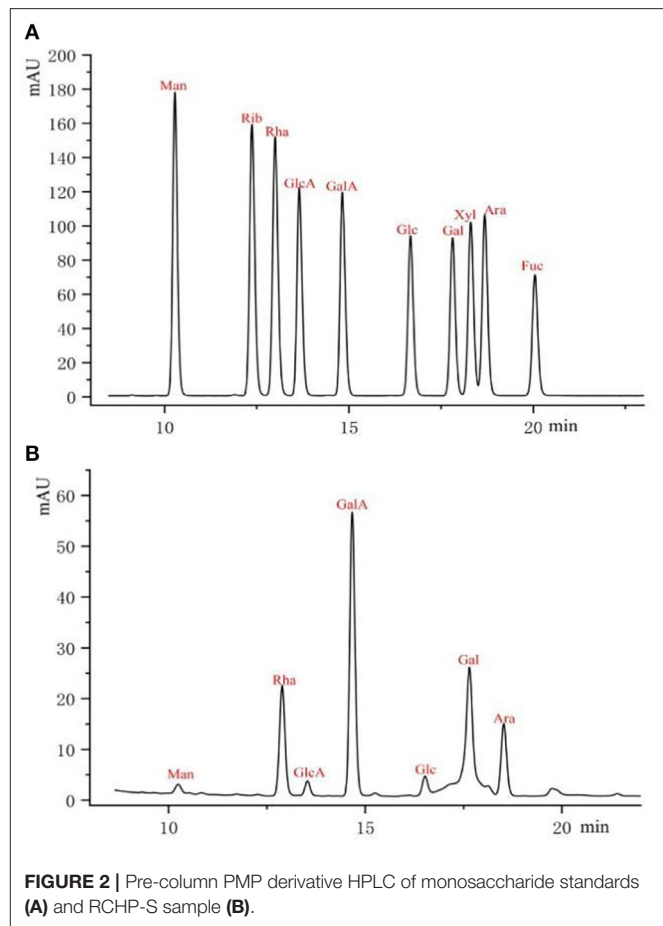 A
mAU
200
180
160
140
120
100
80
60
40
20
0
Man
Rib
Rha
GlcA
GalA
Glc
Gal
Xyl
Ara
Fuc
10 15 20 min
B
mAU
60
50
40
30
20
10
0
Man
Rha
GlcA
GalA
Glc
Gal
Ara
10 15 20 min
FIGURE 2 | Pre-column PMP derivative HPLC of monosaccharide standards
(A) and RCHP-S sample (B).